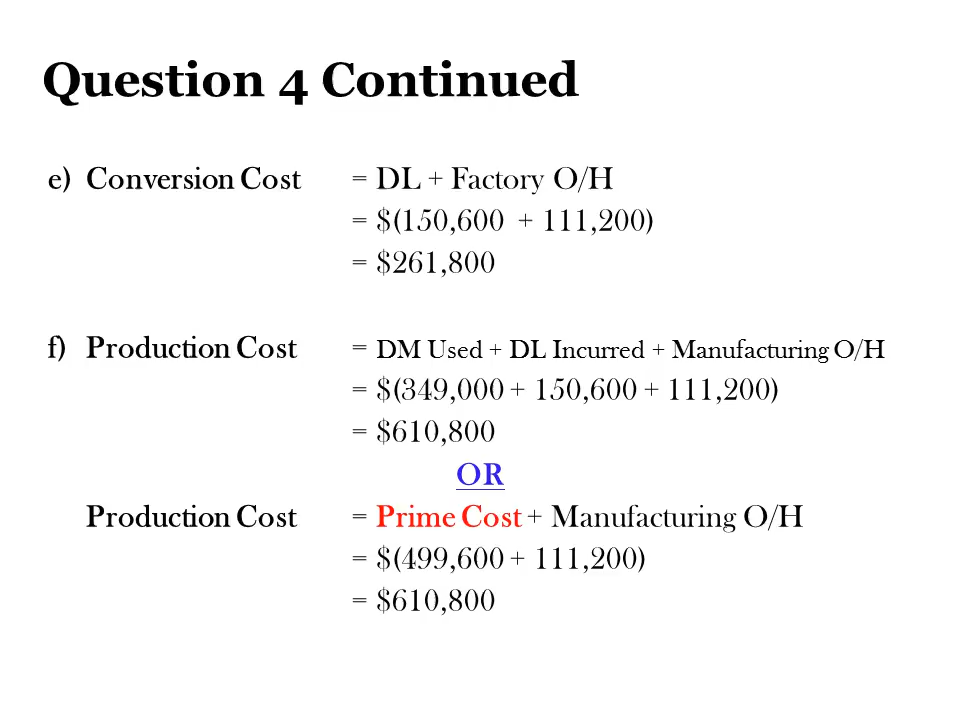 Question 4 Continued
e) Conversion Cost = DL + Factory O/H
= $(150,600 + 111,200)
= $261,800
f) Production Cost = DM Used + DL Incurred + Manufacturing O/H
= $(349,000 + 150,600 + 111,200)
= $610,800
OR
Production Cost = Prime Cost + Manufacturing O/H
= $(499,600 + 111,200)
= $610,800